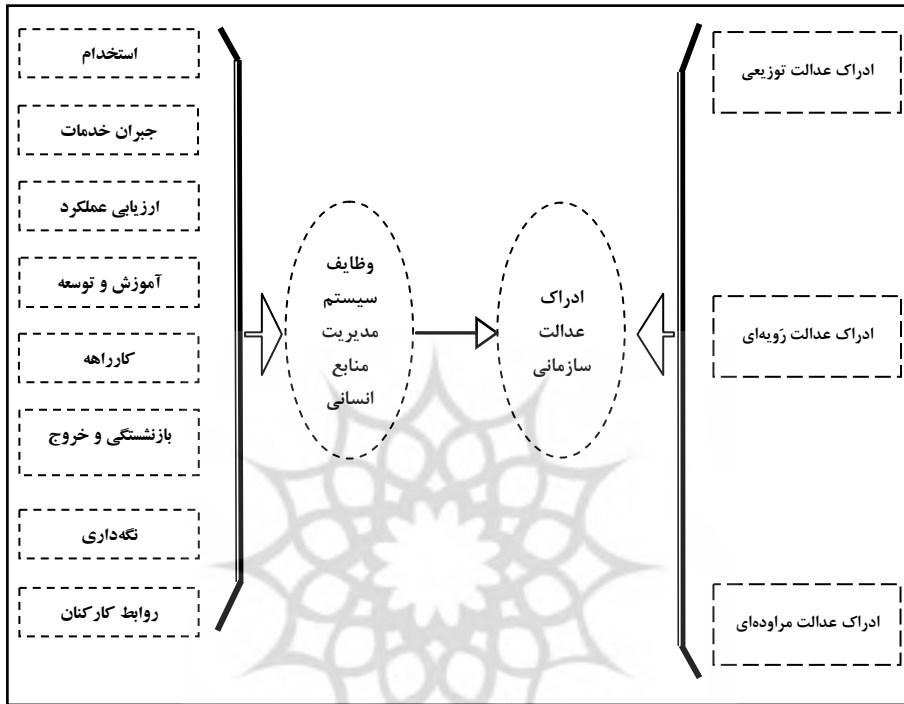 استخدام
جبران خدمات
ارزیابی عملکرد
آموزش و توسعه
کارراهه
بازنشستگی و خروج
نگه‌داری
روابط کارکنان
وظایف
سیستم
مدیریت
منابع
انسانی
ادراک
عدالت
سازمانی
ادراک عدالت توزیعی
ادراک عدالت رَویه‌ای
ادراک عدالت مراوده‌ای